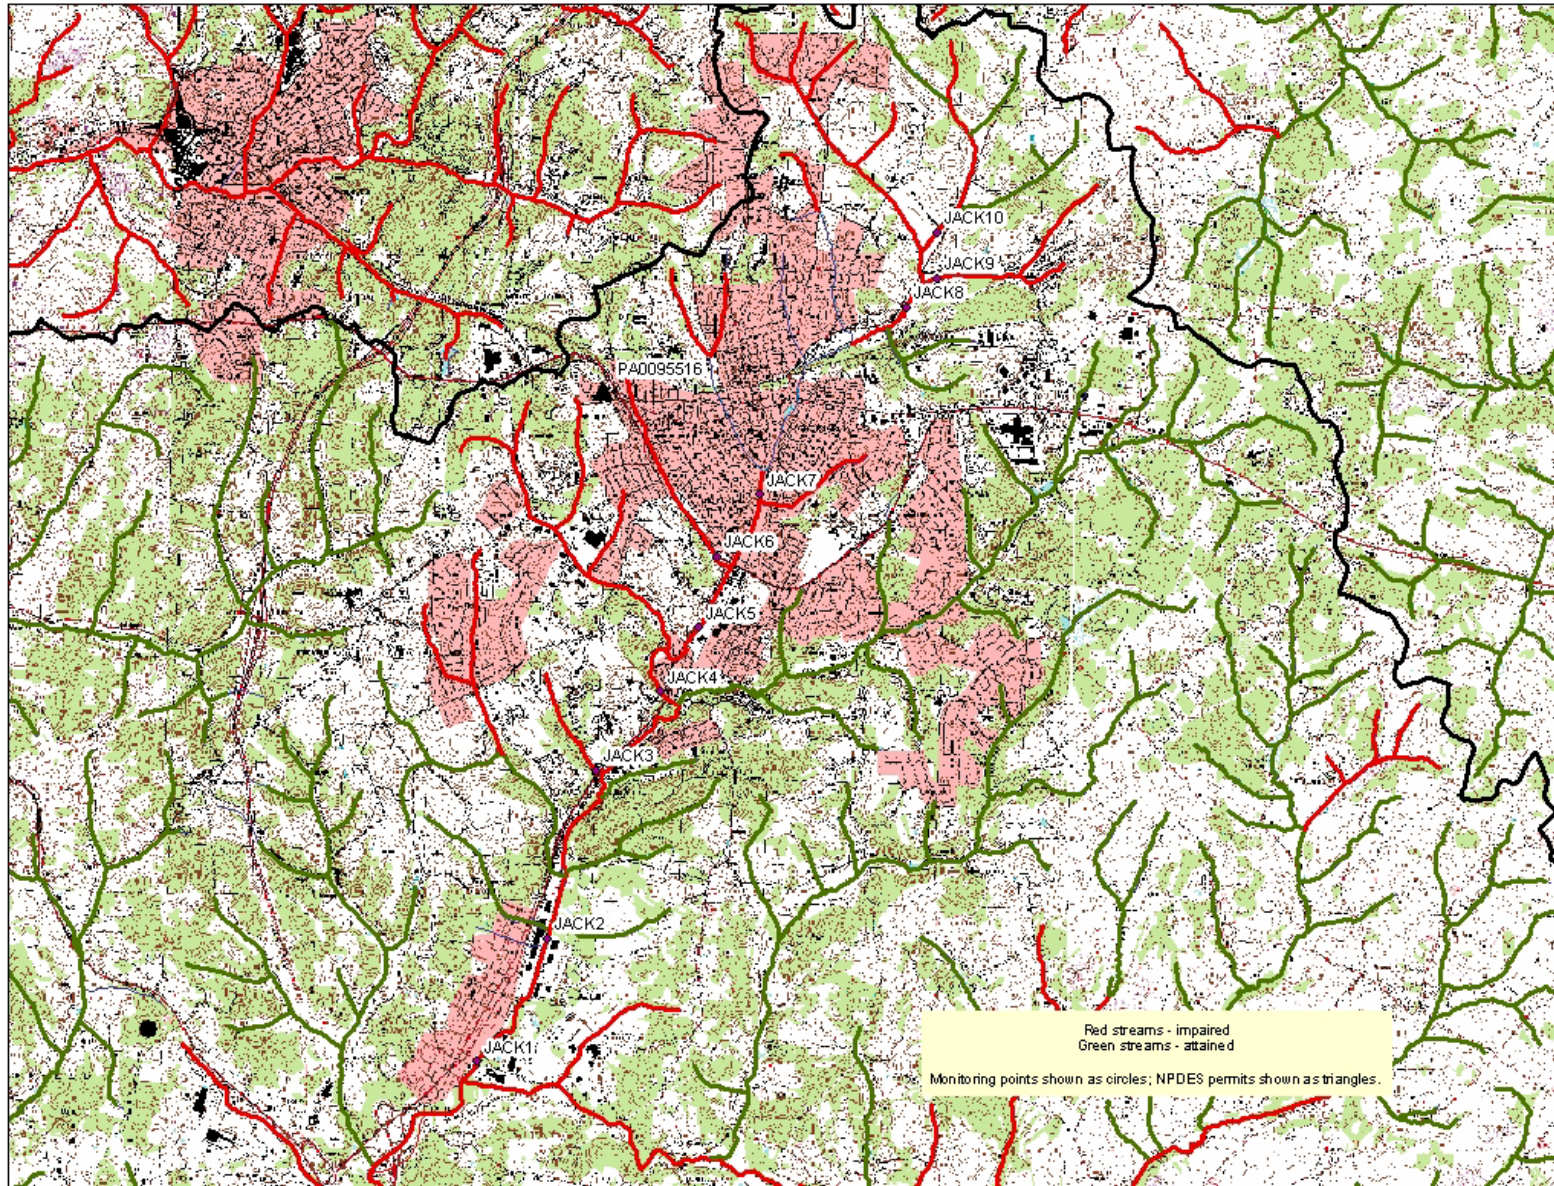 JACK10
JACK9
JACK8
PA0095516
JACK7
JACK6
JACK5
JACK4
JACK3
JACK2
JACK1
Red streams - impaired
Green streams - attained
Monitoring points shown as circles; NPDES permits shown as triangles.